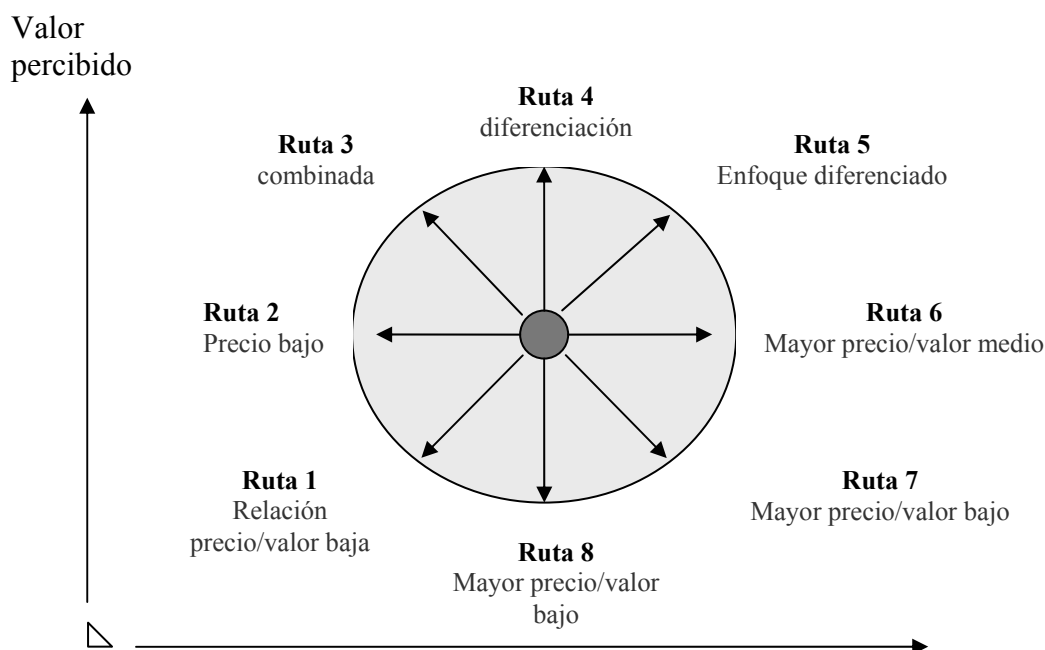 Valor
percibido
Ruta 4
diferenciación
Ruta 3
combinada
Ruta 5
Enfoque diferenciado
Ruta 2
Precio bajo
Ruta 6
Mayor precio/valor medio
Ruta 1
Relación
precio/valor baja
Ruta 7
Mayor precio/valor bajo
Ruta 8
Mayor precio/valor
bajo